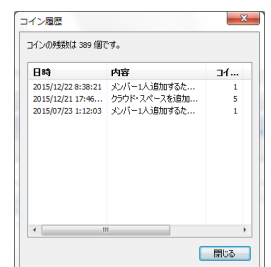 コイン履歴
コインの残数は 389 個です。
日時 内容 コイ...
2015/12/22 8:38:21 メンバー1人追加するた... 1
2015/12/21 17:46... クラウド・スペースを追加... 5
2015/07/23 1:12:03 メンバー1人追加するた... 1
閉じる